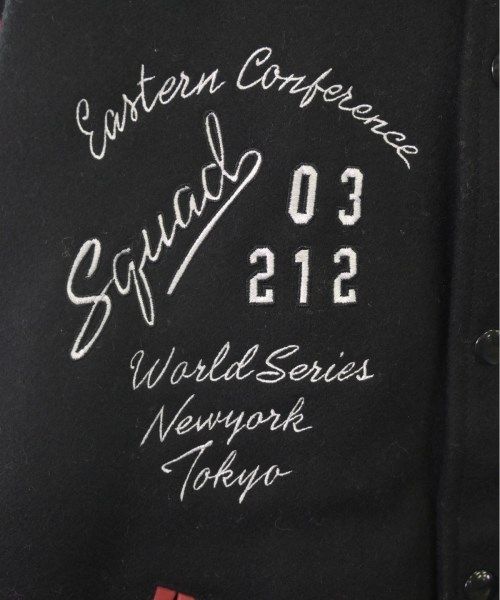 Eastern Conference
Squad
03
212
World Series
Newyork
Tokyo